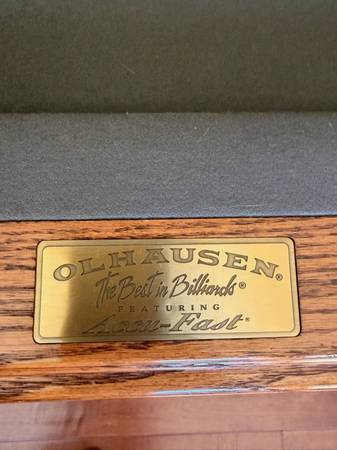 OLHAUSEN®
The Best in Billiards®
FEATURING
Accu-Fast®